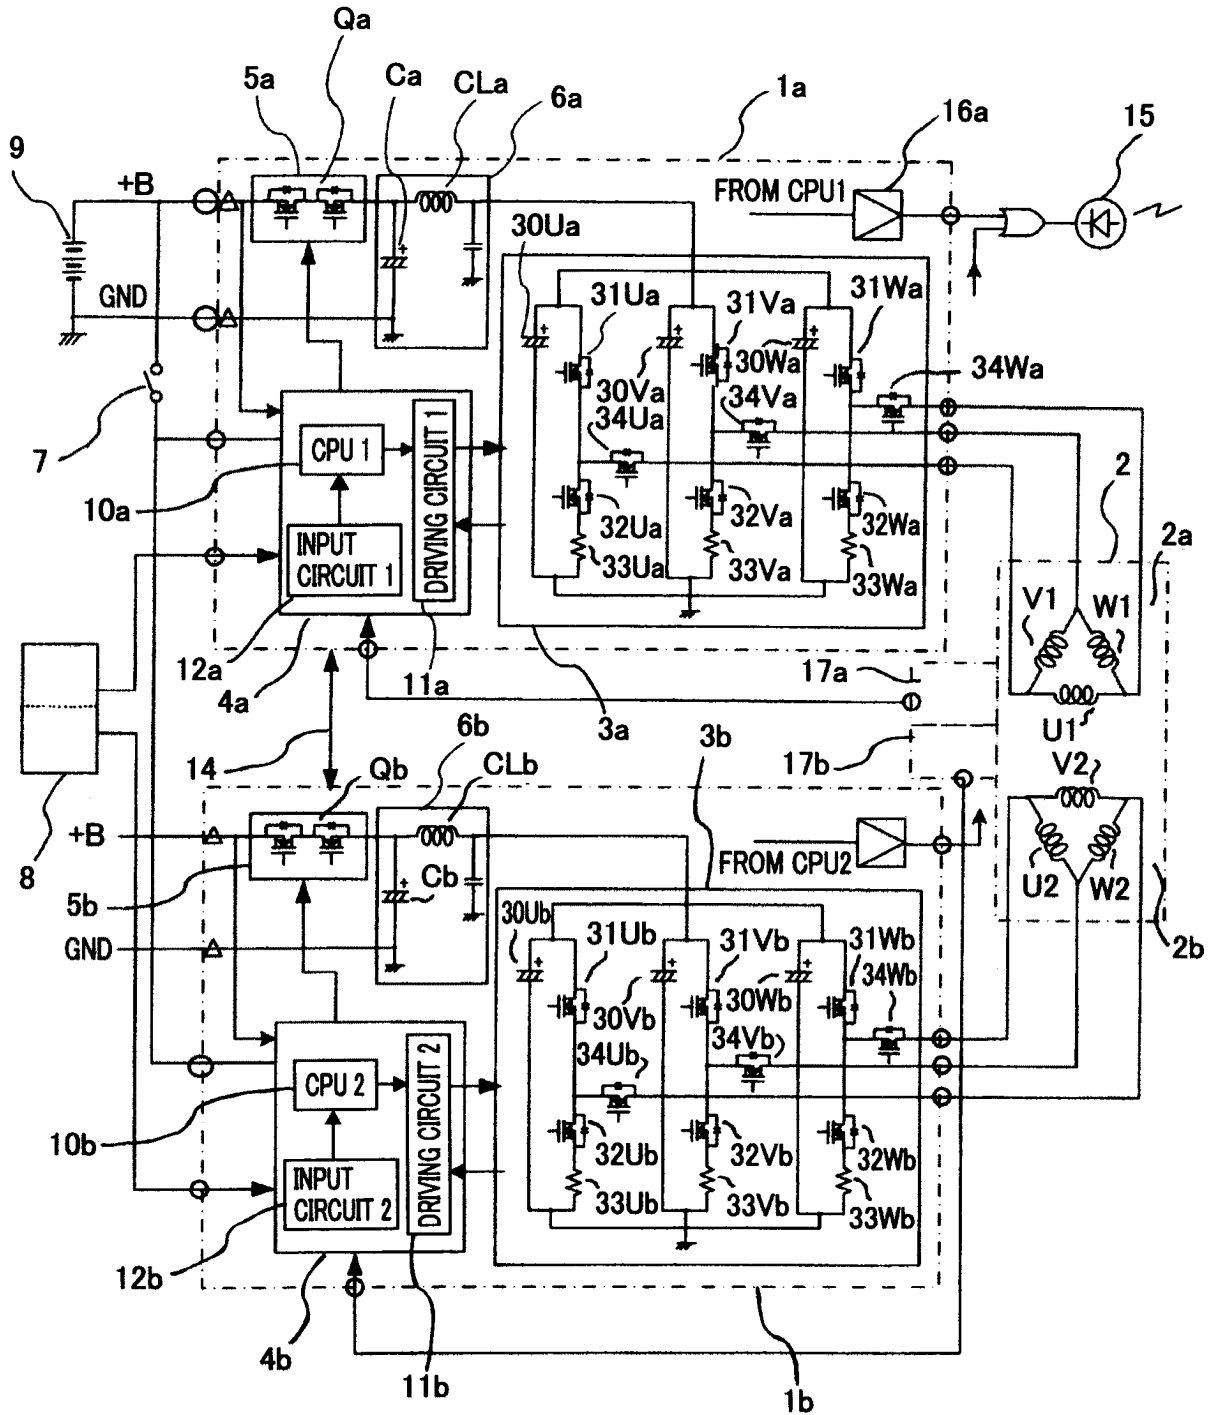 Qa
5a
Ca
CLa
6a
1a
16a
15
9
+B
FROM CPU1
30Ua
GND
31Ua
31Va
31Wa
30Va
30Wa
34Wa
34Ua
34Va
7
CPU 1
DRIVING CIRCUIT 1
10a
2
32Ua
32Va
32Wa
INPUT
CIRCUIT 1
33Ua
33Va
33Wa
2a
V1
W1
12a
4a
11a
3a
17a
U1
14
6b
3b
17b
V2
Qb
CLb
+B
8
FROM CPU2
Cb
U2
W2
5b
30Ub
GND
31Ub
31Vb
31Wb
2b
34Wb
30Vb
30Wb
34Ub
34Vb
CPU 2
DRIVING CIRCUIT 2
10b
32Ub
32Vb
32Wb
INPUT
CIRCUIT 2
33Ub
33Vb
33Wb
12b
4b
11b
1b